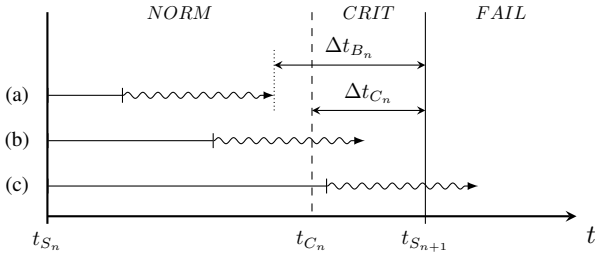 NORM CRIT FAIL
Δt_{B_n}
(a)
Δt_{C_n}
(b)
(c)
t_{S_n} t_{C_n} t_{S_{n+1}} t